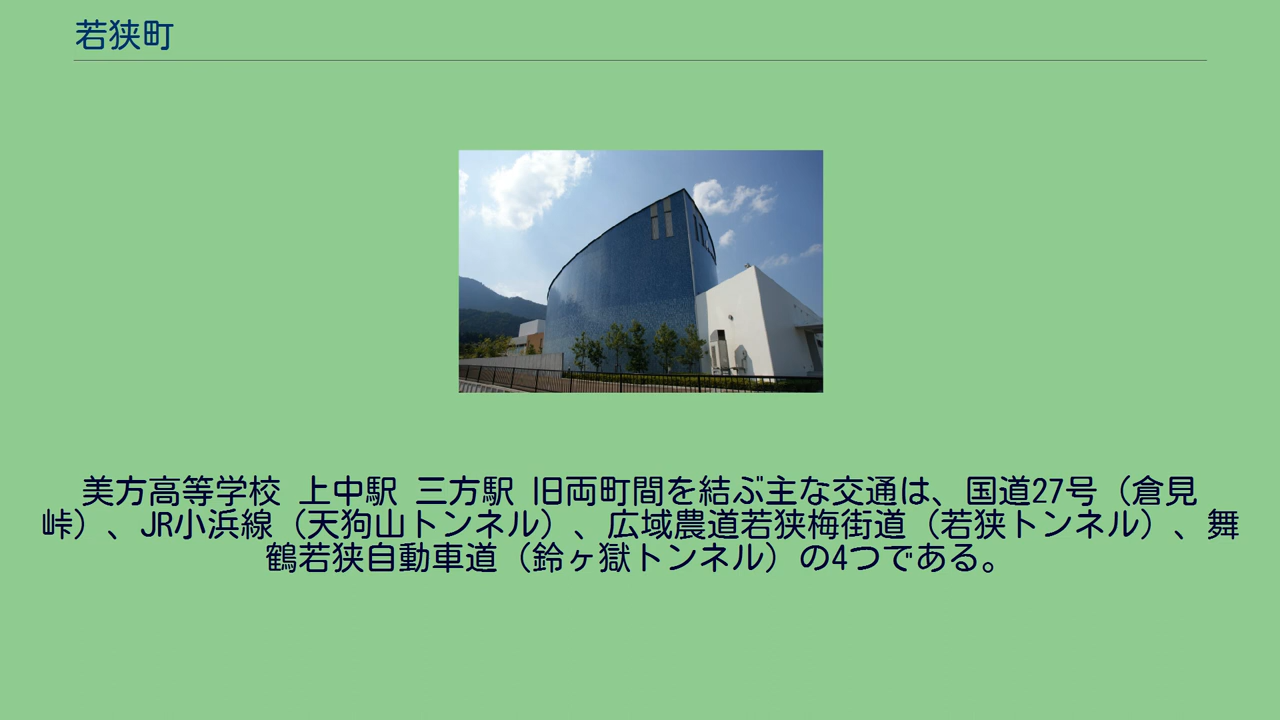 若狭町
美方高等学校 上中駅 三方駅 旧両町間を結ぶ主な交通は、国道27号（倉見
峠）、JR小浜線（天狗山トンネル）、広域農道若狭梅街道（若狭トンネル）、舞
鶴若狭自動車道（鈴ヶ獄トンネル）の4つである。